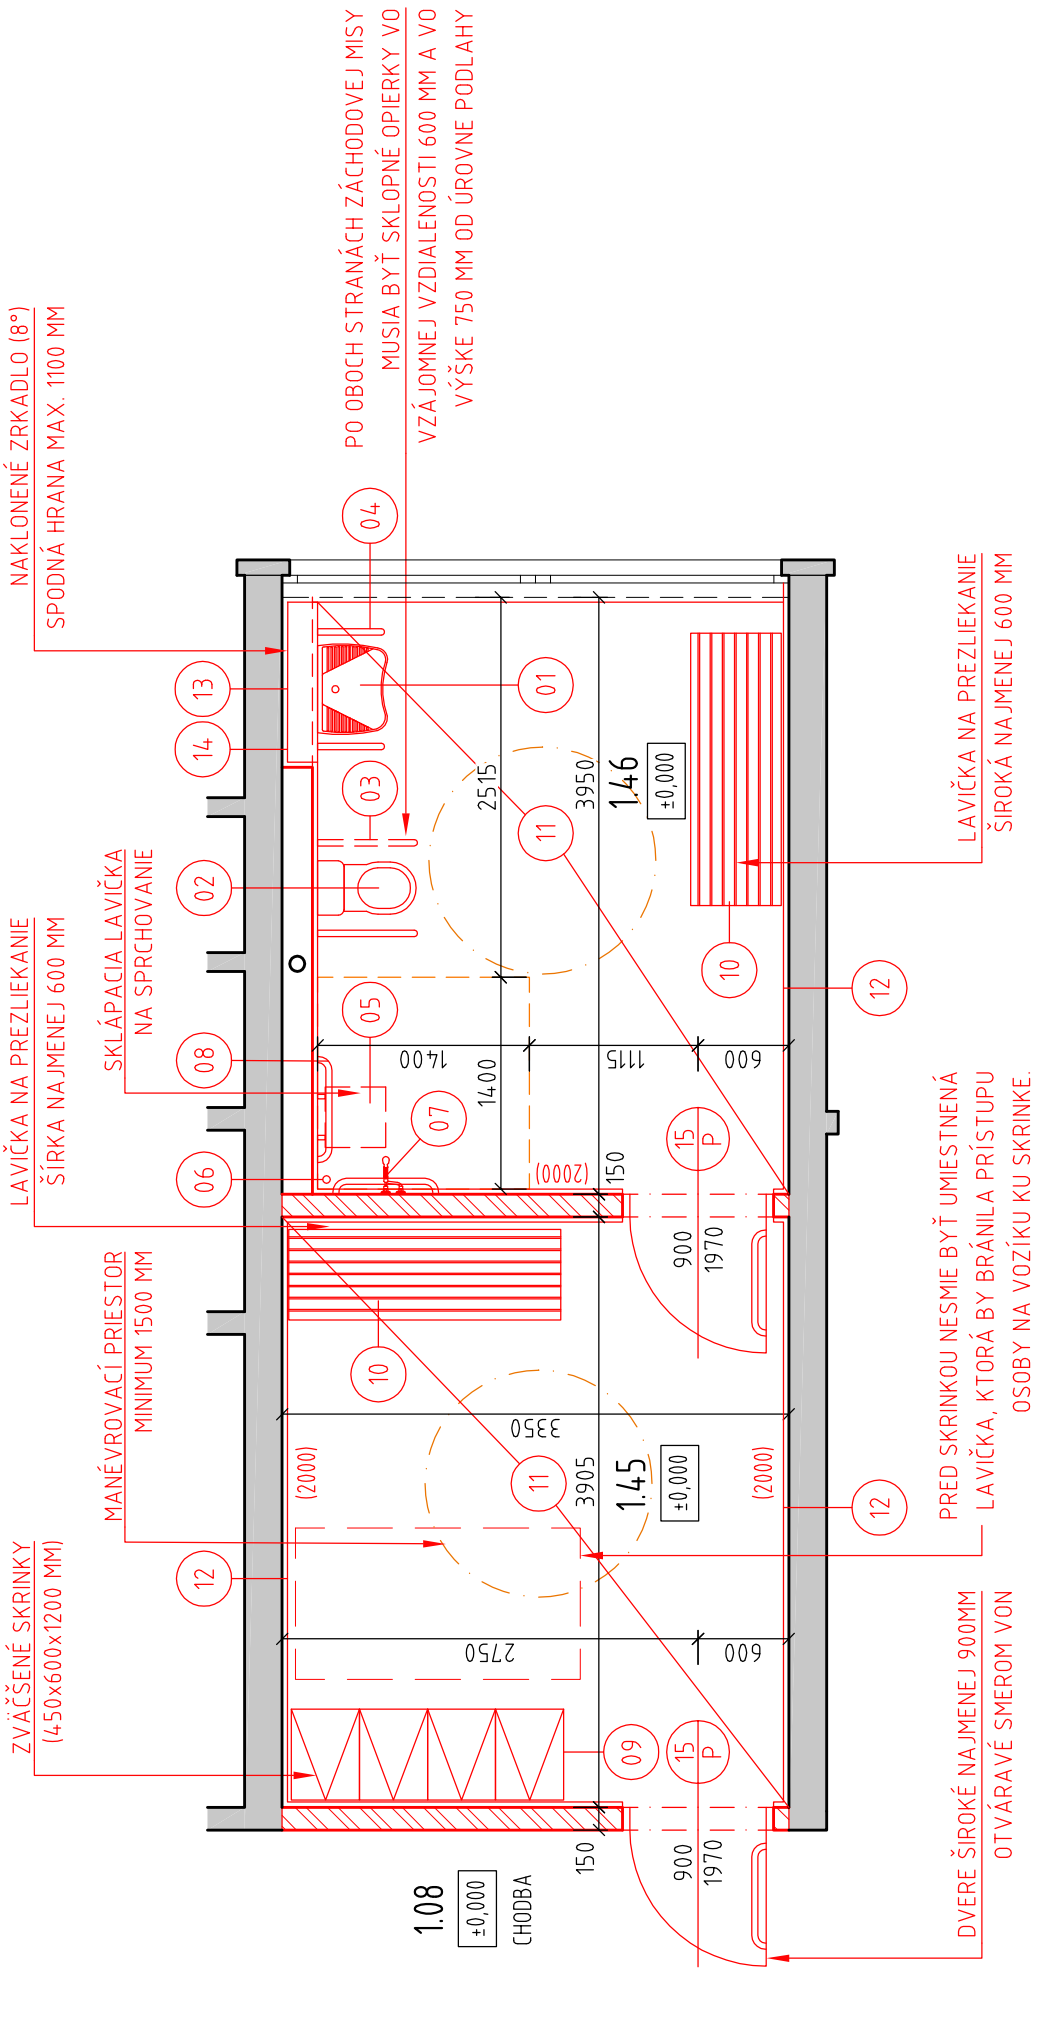 ZVÄČŠENÉ SKRINKY
(450x600x1200 MM)
MANÉVROVACÍ PRIESTOR
MINIMUM 1500 MM
LAVIČKA NA PREZLIEKANIE
ŠÍRKA NAJMENEJ 600 MM
SKLÁPACIA LAVIČKA
NA SPRCHOVANIE
NAKLONENÉ ZRKADLO (8°)
SPODNÁ HRANA MAX. 1100 MM
PO OBOCH STRANÁCH ZÁCHODOVEJ MISY
MUSIA BYŤ SKLOPNÉ OPIERKY VO
VZÁJOMNEJ VZDIALENOSTI 600 MM A VO
VÝŠKE 750 MM OD ÚROVNE PODLAHY
12
06
08
02
14
13
(2000)
10
07
05
03
04
01
1400
1400
2515
3350
2750
3905
3950
11
11
1.08
±0,000
CHODBA
1.45
±0,000
1.46
±0,000
150
150
(2000)
09
15
P
15
P
900
1970
900
1970
600
1115
600
(2000)
10
12
12
DVERE ŠIROKÉ NAJMENEJ 900MM
OTVÁRAVÉ SMEROM VON
PRED SKRINKOU NESMIE BYŤ UMIESTNENÁ
LAVIČKA, KTORÁ BY BRÁNILA PRÍSTUPU
OSOBY NA VOZÍKU KU SKRINKE.
LAVIČKA NA PREZLIEKANIE
ŠIROKÁ NAJMENEJ 600 MM